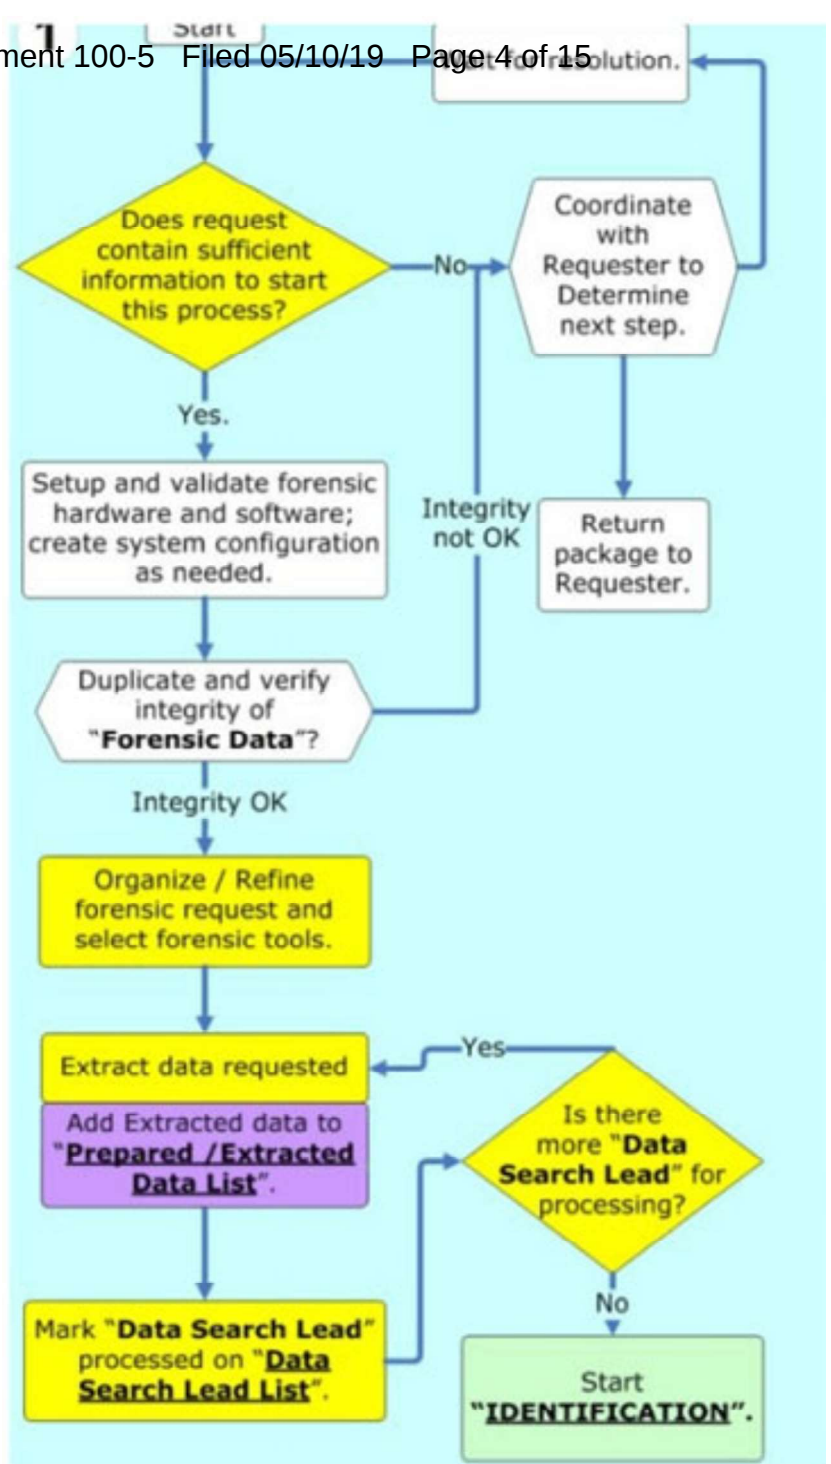 1
Start
ment 100-5 Filed 05/10/19 Page 4 of 15
Wait for resolution.
Does request
contain sufficient
information to start
this process?
No
Coordinate
with
Requester to
Determine
next step.
Yes.
Setup and validate forensic
hardware and software;
create system configuration
as needed.
Integrity
not OK
Return
package to
Requester.
Duplicate and verify
integrity of
“Forensic Data”?
Integrity OK
Organize / Refine
forensic request and
select forensic tools.
Extract data requested
Yes
Add Extracted data to
“Prepared /Extracted
Data List”.
Is there
more “Data
Search Lead” for
processing?
Mark “Data Search Lead”
processed on “Data
Search Lead List”.
No
Start
“IDENTIFICATION”.